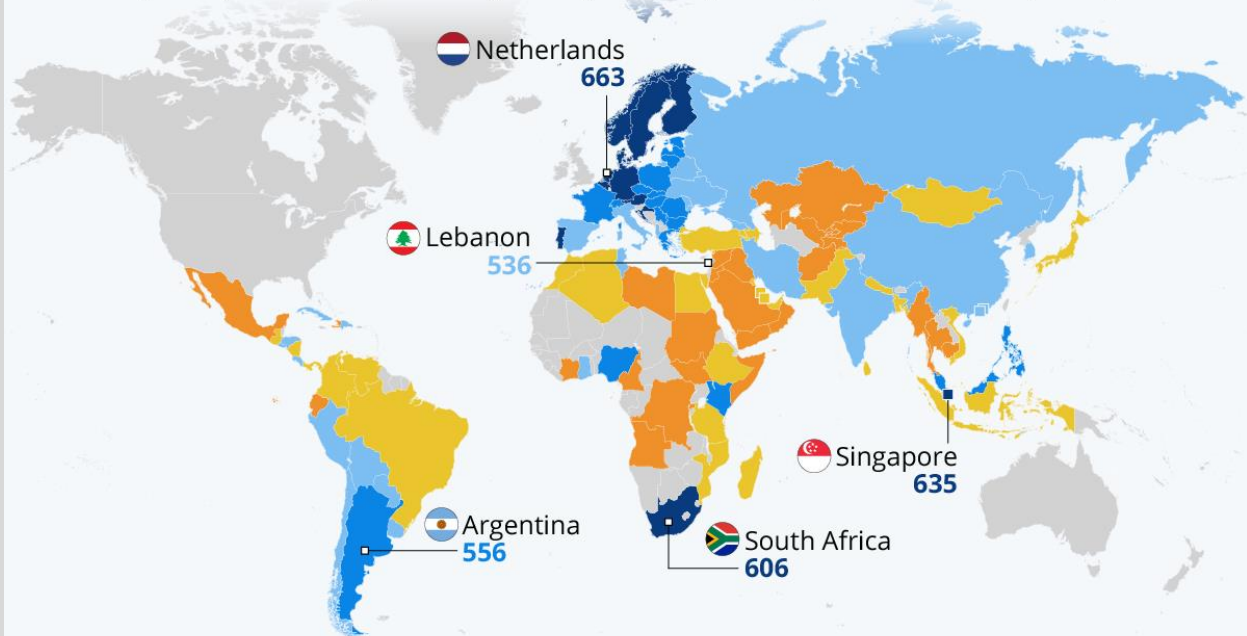 Netherlands
663
Lebanon
536
Singapore
635
Argentina
556
South Africa
606